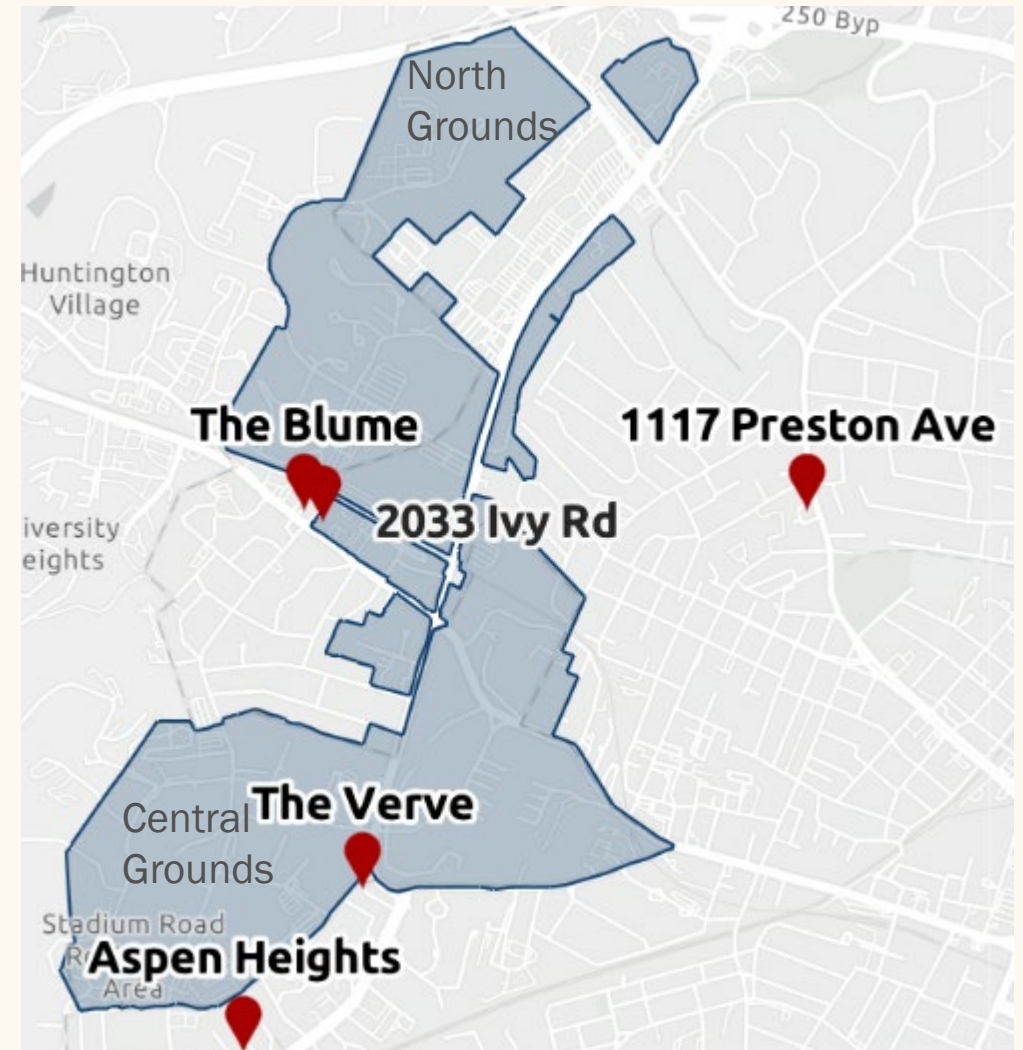 250 Byp
North
Grounds
Huntington
Village
The Blume
1117 Preston Ave
2033 Ivy Rd
iversity
eights
The Verve
Central
Grounds
Stadium Road
Aspen Heights
Area